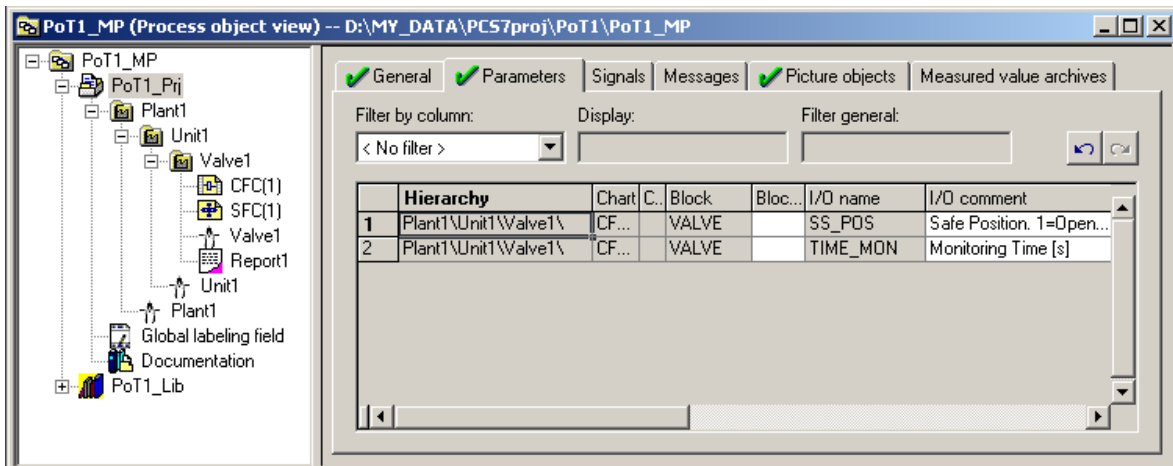 PoT1_MP (Process object view) -- D:\MY_DATA\PCS7proj\PoT1\PoT1_MP
PoT1_MP
PoT1_Prj
Plant1
Unit1
Valve1
CFC(1)
SFC(1)
Valve1
Report1
Unit1
Plant1
Global labeling field
Documentation
PoT1_Lib
General Parameters Signals Messages Picture objects Measured value archives
Filter by column: Display: Filter general:
< No filter >
Hierarchy Chart C.. Block Bloc... I/O name I/O comment
1 Plant1\Unit1\Valve1\ CF... VALVE SS_POS Safe Position. 1=Open...
2 Plant1\Unit1\Valve1\ CF... VALVE TIME_MON Monitoring Time [s]